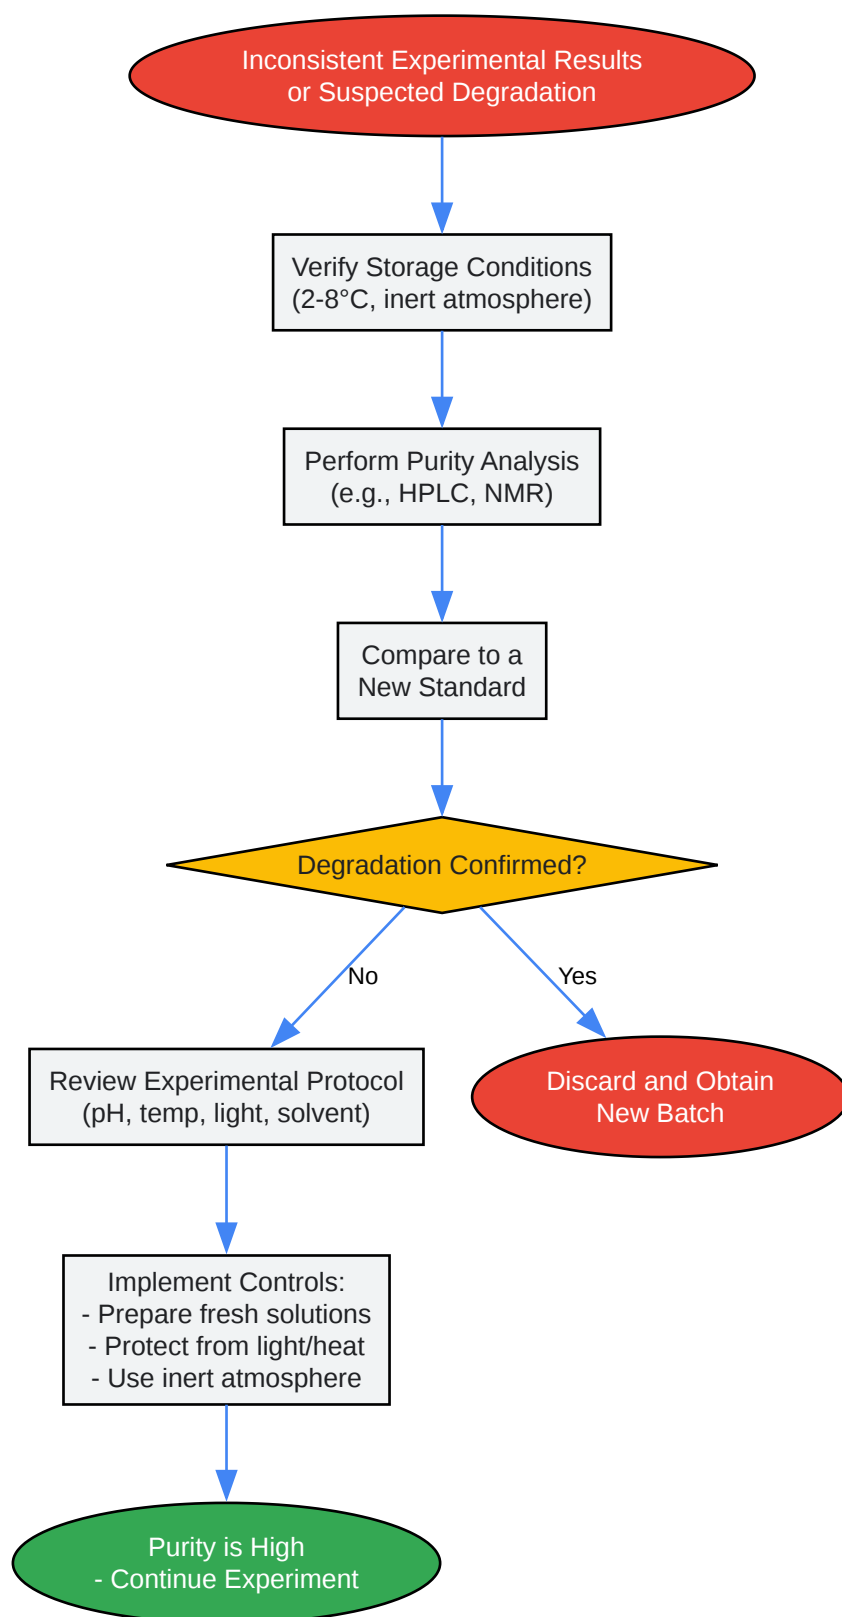 Inconsistent Experimental Results
or Suspected Degradation
Verify Storage Conditions
(2-8°C, inert atmosphere)
Perform Purity Analysis
(e.g., HPLC, NMR)
Compare to a
New Standard
Degradation Confirmed?
No
Yes
Review Experimental Protocol
(pH, temp, light, solvent)
Discard and Obtain
New Batch
Implement Controls:
- Prepare fresh solutions
- Protect from light/heat
- Use inert atmosphere
Purity is High
- Continue Experiment